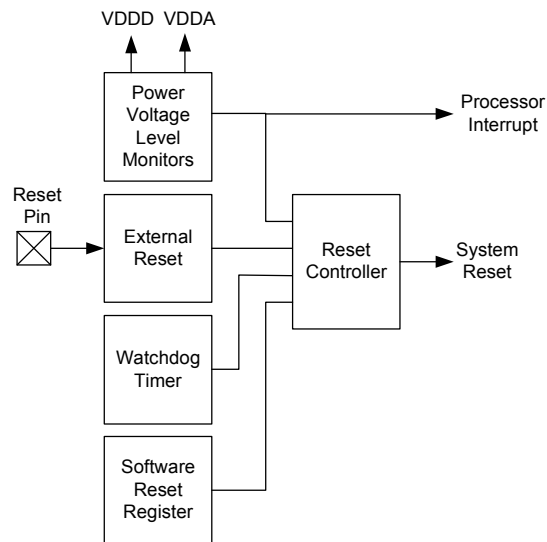 VDDD VDDA
Power
Voltage
Level
Monitors
Processor
Interrupt
Reset
Pin
External
Reset
Reset
Controller
System
Reset
Watchdog
Timer
Software
Reset
Register